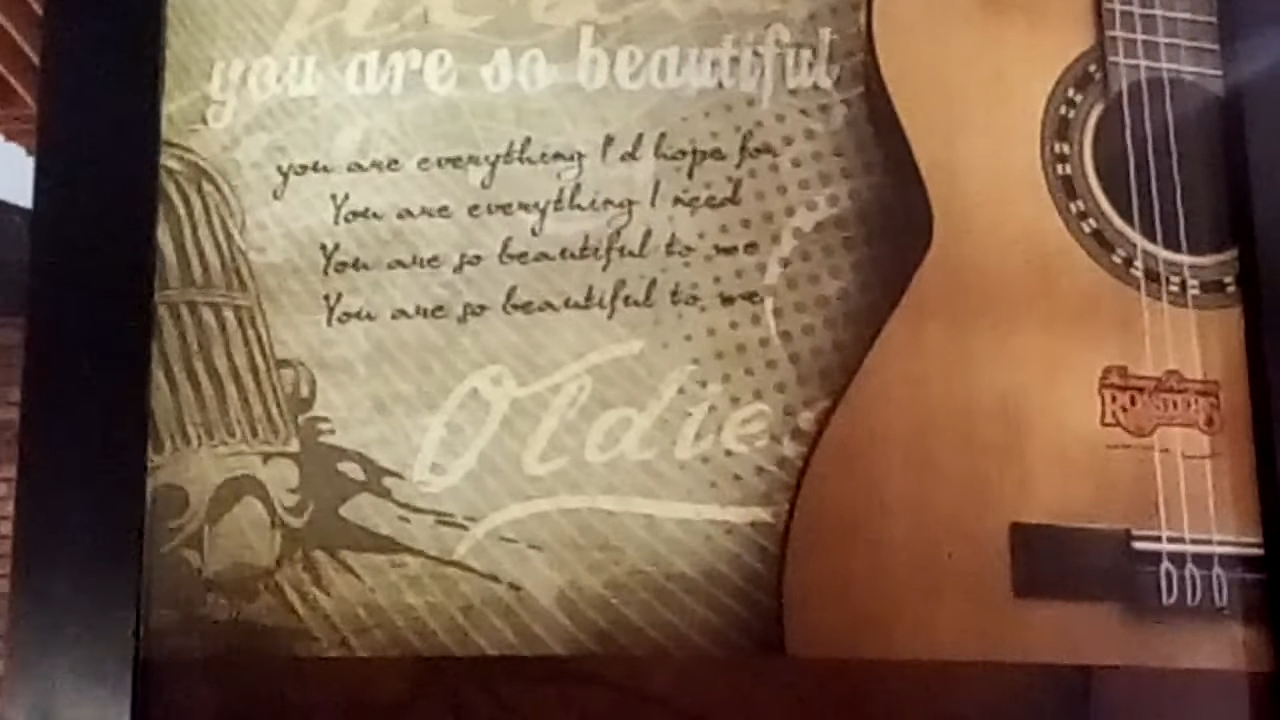 you are so beautiful
you are everything I'd hope for
You are everything I need
You are so beautiful to me
You are so beautiful to me
Oldies
ROASTERS